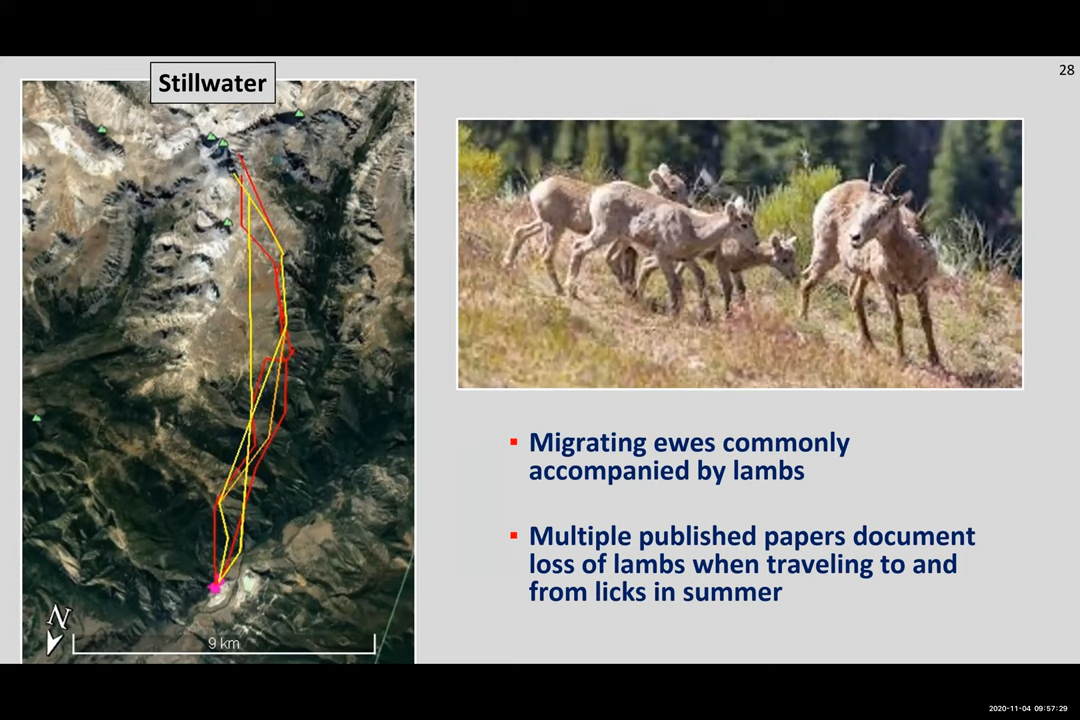 Stillwater
28
Migrating ewes commonly
accompanied by lambs
Multiple published papers document
loss of lambs when traveling to and
from licks in summer
N
9 km
2020-11-04 09:57:29